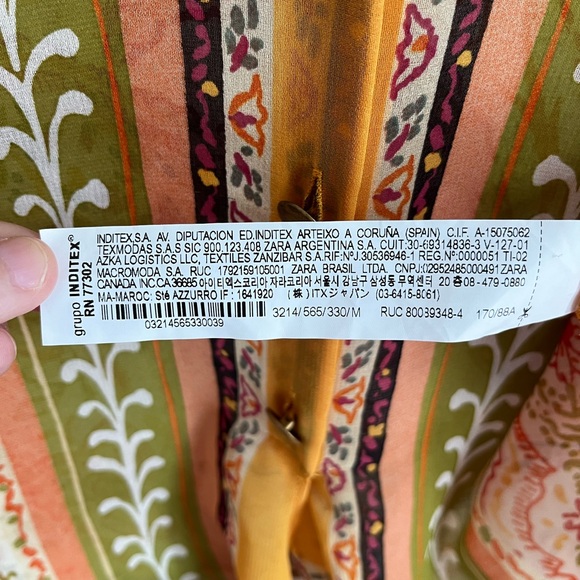 grupo INDITEX®
RN 77302
INDITEX,S.A. AV. DIPUTACION ED.INDITEX ARTEIXO A CORUÑA (SPAIN) C.I.F. A-15075062
TEXMODAS S.A.S SIC 900.123.408 ZARA ARGENTINA S.A. CUIT:30-69314836-3 V-127-01
AZKA LOGISTICS LLC, TEXTILES ZANZIBAR S.A.RIF:NºJ.30536946-1 REG.Nº:0000051 TI-02
MACROMODA S.A. RUC 1792159105001 ZARA BRASIL LTDA. CNPJ:02952485000491 ZARA
CANADA INC.CA36685 아이티엑스코리아 자라코리아 서울시 강남구 삼성동 무역센터 20 층 08-479-0880
MA-MAROC: Sté AZZURRO IF : 1641920 (株)ITXジャパン (03-6415-8061)
3214/565/330/M RUC 80039348-4 170/88A
03214565330039